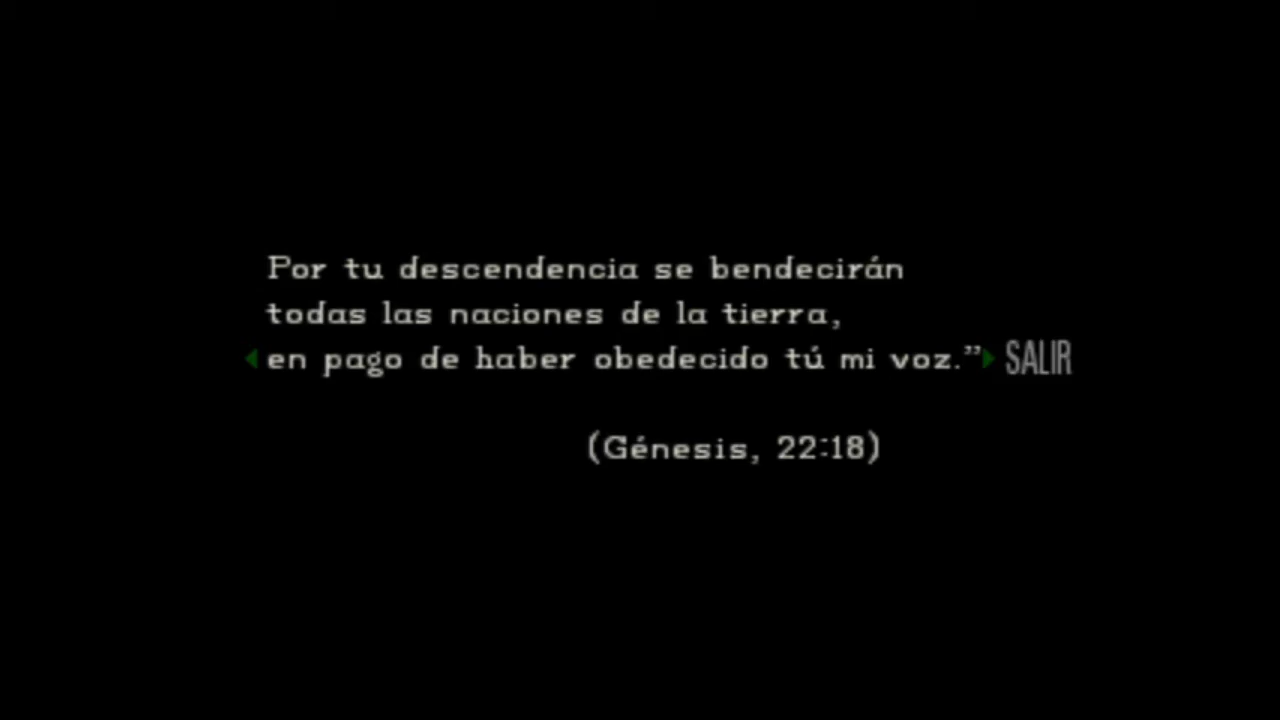 Por tu descendencia se bendecirán
todas las naciones de la tierra,
en pago de haber obedecido tú mi voz.” SALIR
(Génesis, 22:18)